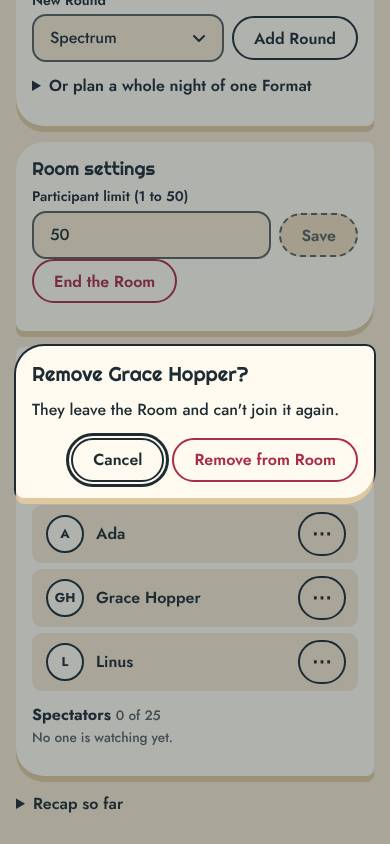 New Round
Spectrum
Add Round
Or plan a whole night of one Format
Room settings
Participant limit (1 to 50)
50
Save
End the Room
Remove Grace Hopper?
They leave the Room and can't join it again.
Cancel
Remove from Room
A
Ada
GH
Grace Hopper
L
Linus
Spectators 0 of 25
No one is watching yet.
Recap so far